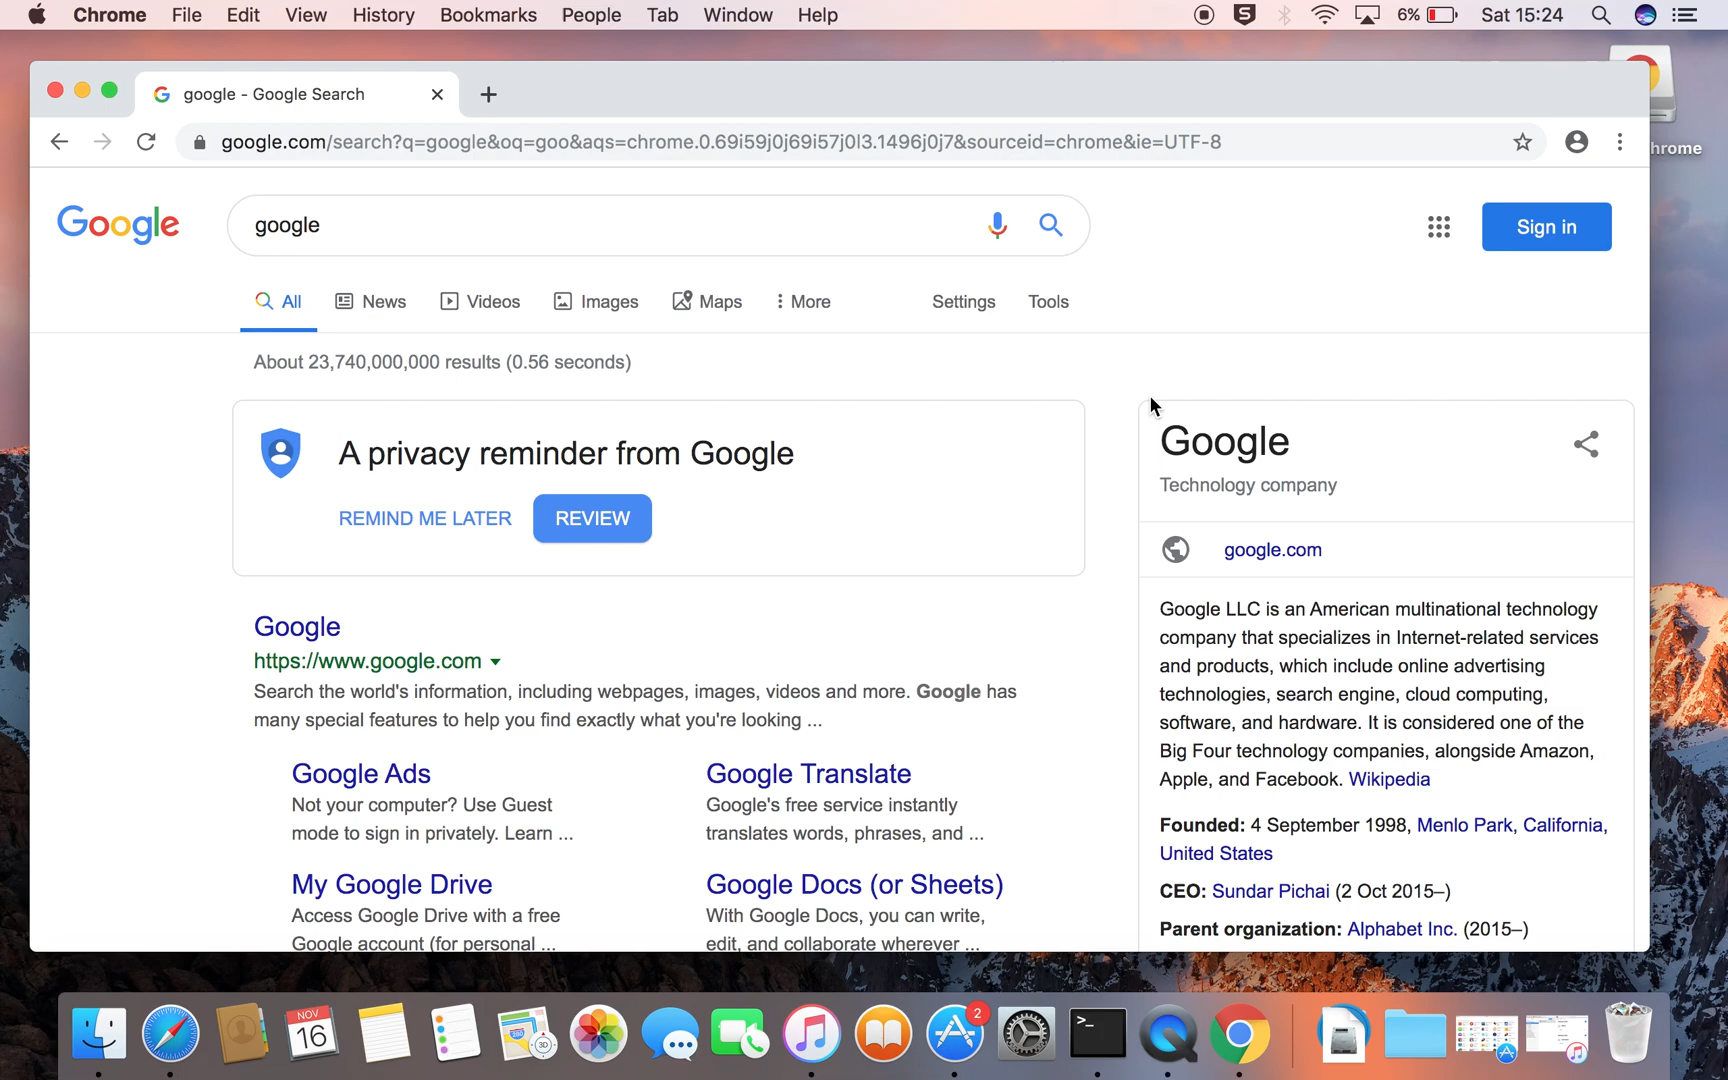 Chrome File Edit View History Bookmarks People Tab Window Help 6% Sat 15:24
google - Google Search
google.com/search?q=google&oq=goo&aqs=chrome.0.69i59j0j69i57j0l3.1496j0j7&sourceid=chrome&ie=UTF-8
hrome
Google google Sign in
All News Videos Images Maps More Settings Tools
About 23,740,000,000 results (0.56 seconds)
A privacy reminder from Google
REMIND ME LATER REVIEW
Google
https://www.google.com
Search the world's information, including webpages, images, videos and more. Google has
many special features to help you find exactly what you're looking ...
Google Ads
Not your computer? Use Guest
mode to sign in privately. Learn ...
Google Translate
Google's free service instantly
translates words, phrases, and ...
My Google Drive
Access Google Drive with a free
Google account (for personal ...
Google Docs (or Sheets)
With Google Docs, you can write,
edit, and collaborate wherever ...
Google
Technology company
google.com
Google LLC is an American multinational technology
company that specializes in Internet-related services
and products, which include online advertising
technologies, search engine, cloud computing,
software, and hardware. It is considered one of the
Big Four technology companies, alongside Amazon,
Apple, and Facebook. Wikipedia
Founded: 4 September 1998, Menlo Park, California,
United States
CEO: Sundar Pichai (2 Oct 2015–)
Parent organization: Alphabet Inc. (2015–)
NOV
16
3D
2
>_